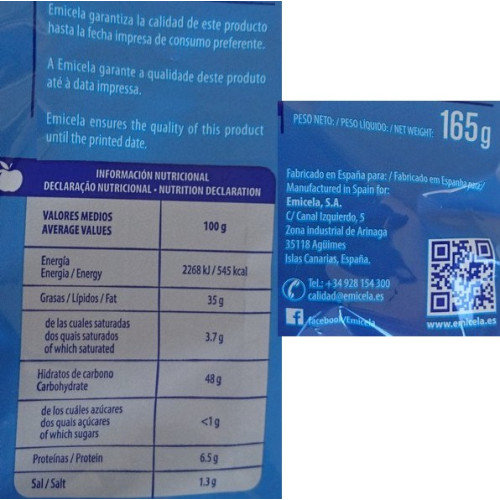 Emicela garantiza la calidad de este producto
hasta la fecha impresa de consumo preferente.
A Emicela garante a qualidade deste produto
até à data impressa.
Emicela ensures the quality of this product
until the printed date.
INFORMACIÓN NUTRICIONAL
DECLARAÇÃO NUTRICIONAL • NUTRITION DECLARATION
VALORES MEDIOS
AVERAGE VALUES
100 g
Energía
Energia / Energy
2268 kJ / 545 kcal
Grasas / Lípidos / Fat
35 g
de las cuales saturadas
dos quais saturados
of which saturated
3.7 g
Hidratos de carbono
Carbohydrate
48 g
de los cuáles azúcares
dos quais açúcares
of which sugars
<1 g
Proteínas / Protein
6.5 g
Sal / Salt
1.3 g
PESO NETO: / PESO LÍQUIDO: / NET WEIGHT: 165 g
Fabricado en España para: / Fabricado em Espanha para/
Manufactured in Spain for:
Emicela, S.A.
C/ Canal Izquierdo, 5
Zona industrial de Arinaga
35118 Agüimes
Islas Canarias, España.
Tel.: +34 928 154 300
calidad@emicela.es
facebook/Emicela
www.emicela.es